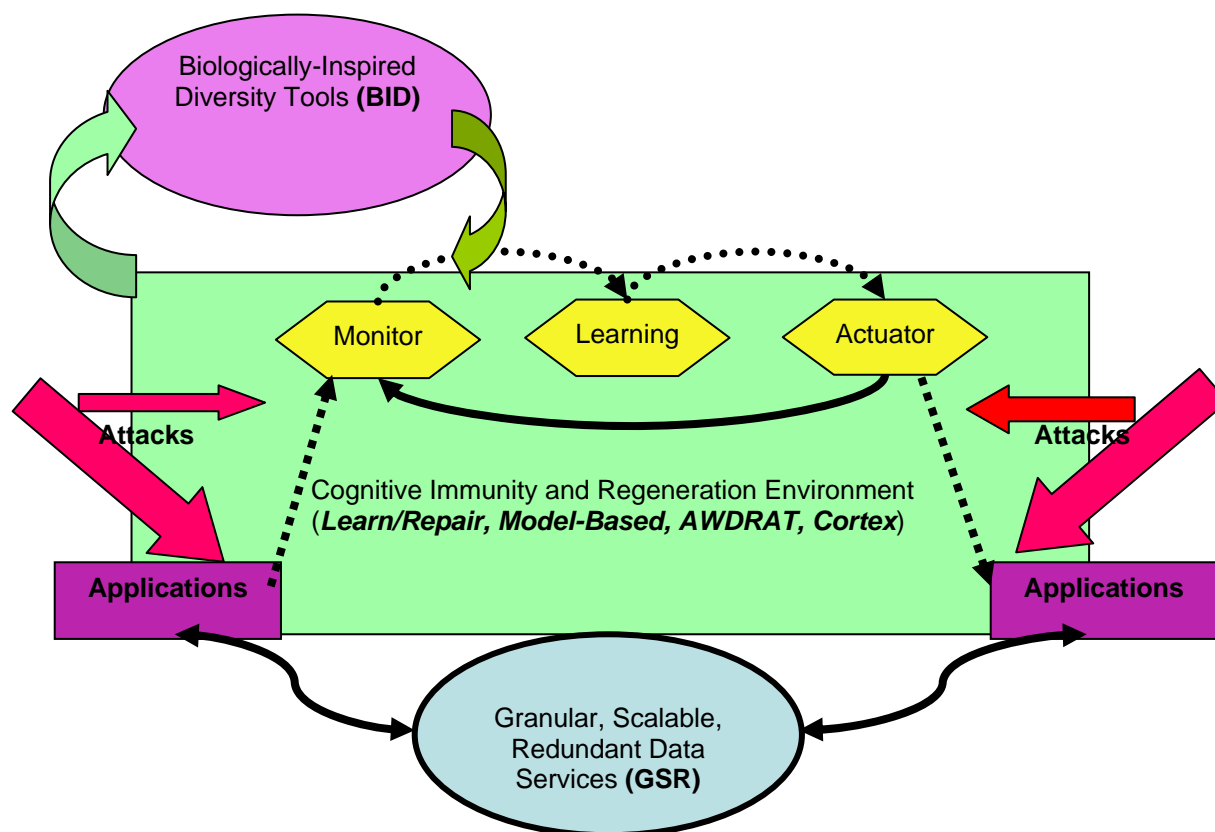 Biologically-Inspired
Diversity Tools (BID)
Monitor
Learning
Actuator
Attacks
Attacks
Cognitive Immunity and Regeneration Environment
(Learn/Repair, Model-Based, AWDRAT, Cortex)
Applications
Applications
Granular, Scalable,
Redundant Data
Services (GSR)